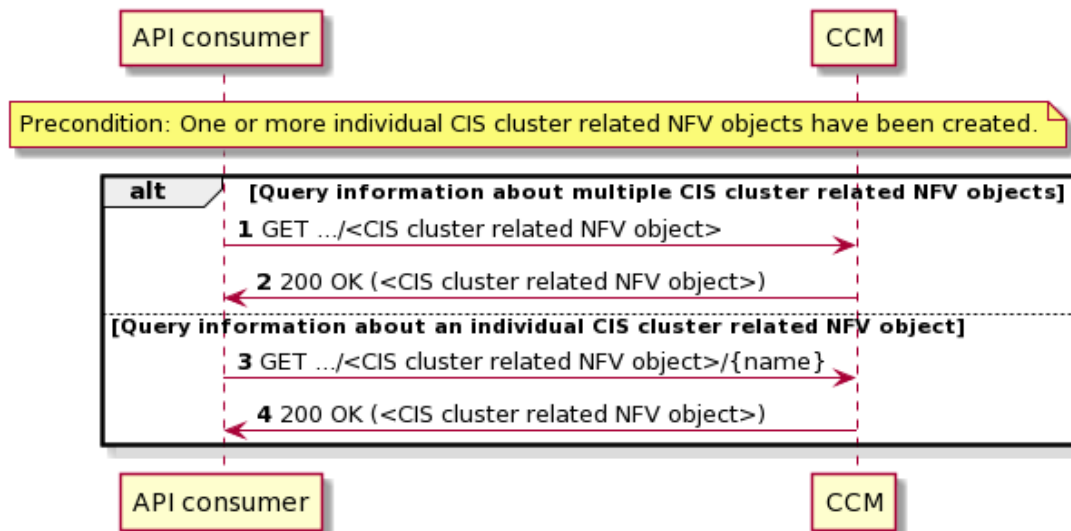 API consumer CCM
Precondition: One or more individual CIS cluster related NFV objects have been created.
alt [Query information about multiple CIS cluster related NFV objects]
1 GET .../<CIS cluster related NFV object>
2 200 OK (<CIS cluster related NFV object>)
[Query information about an individual CIS cluster related NFV object]
3 GET .../<CIS cluster related NFV object>/{name}
4 200 OK (<CIS cluster related NFV object>)
API consumer CCM